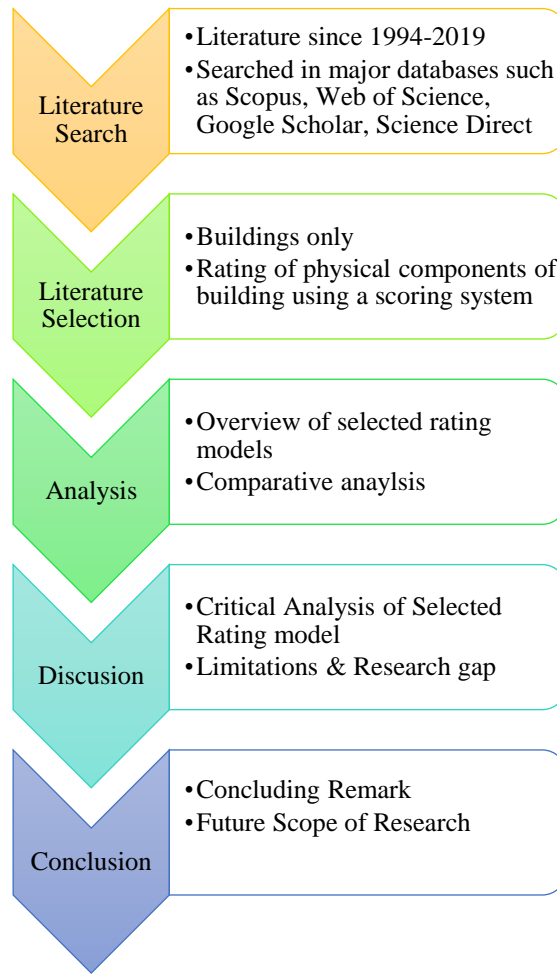 Literature
Search
•Literature since 1994-2019
•Searched in major databases such
as Scopus, Web of Science,
Google Scholar, Science Direct
Literature
Selection
•Buildings only
•Rating of physical components of
building using a scoring system
Analysis
•Overview of selected rating
models
•Comparative anaylsis
Discusion
•Critical Analysis of Selected
Rating model
•Limitations & Research gap
Conclusion
•Concluding Remark
•Future Scope of Research